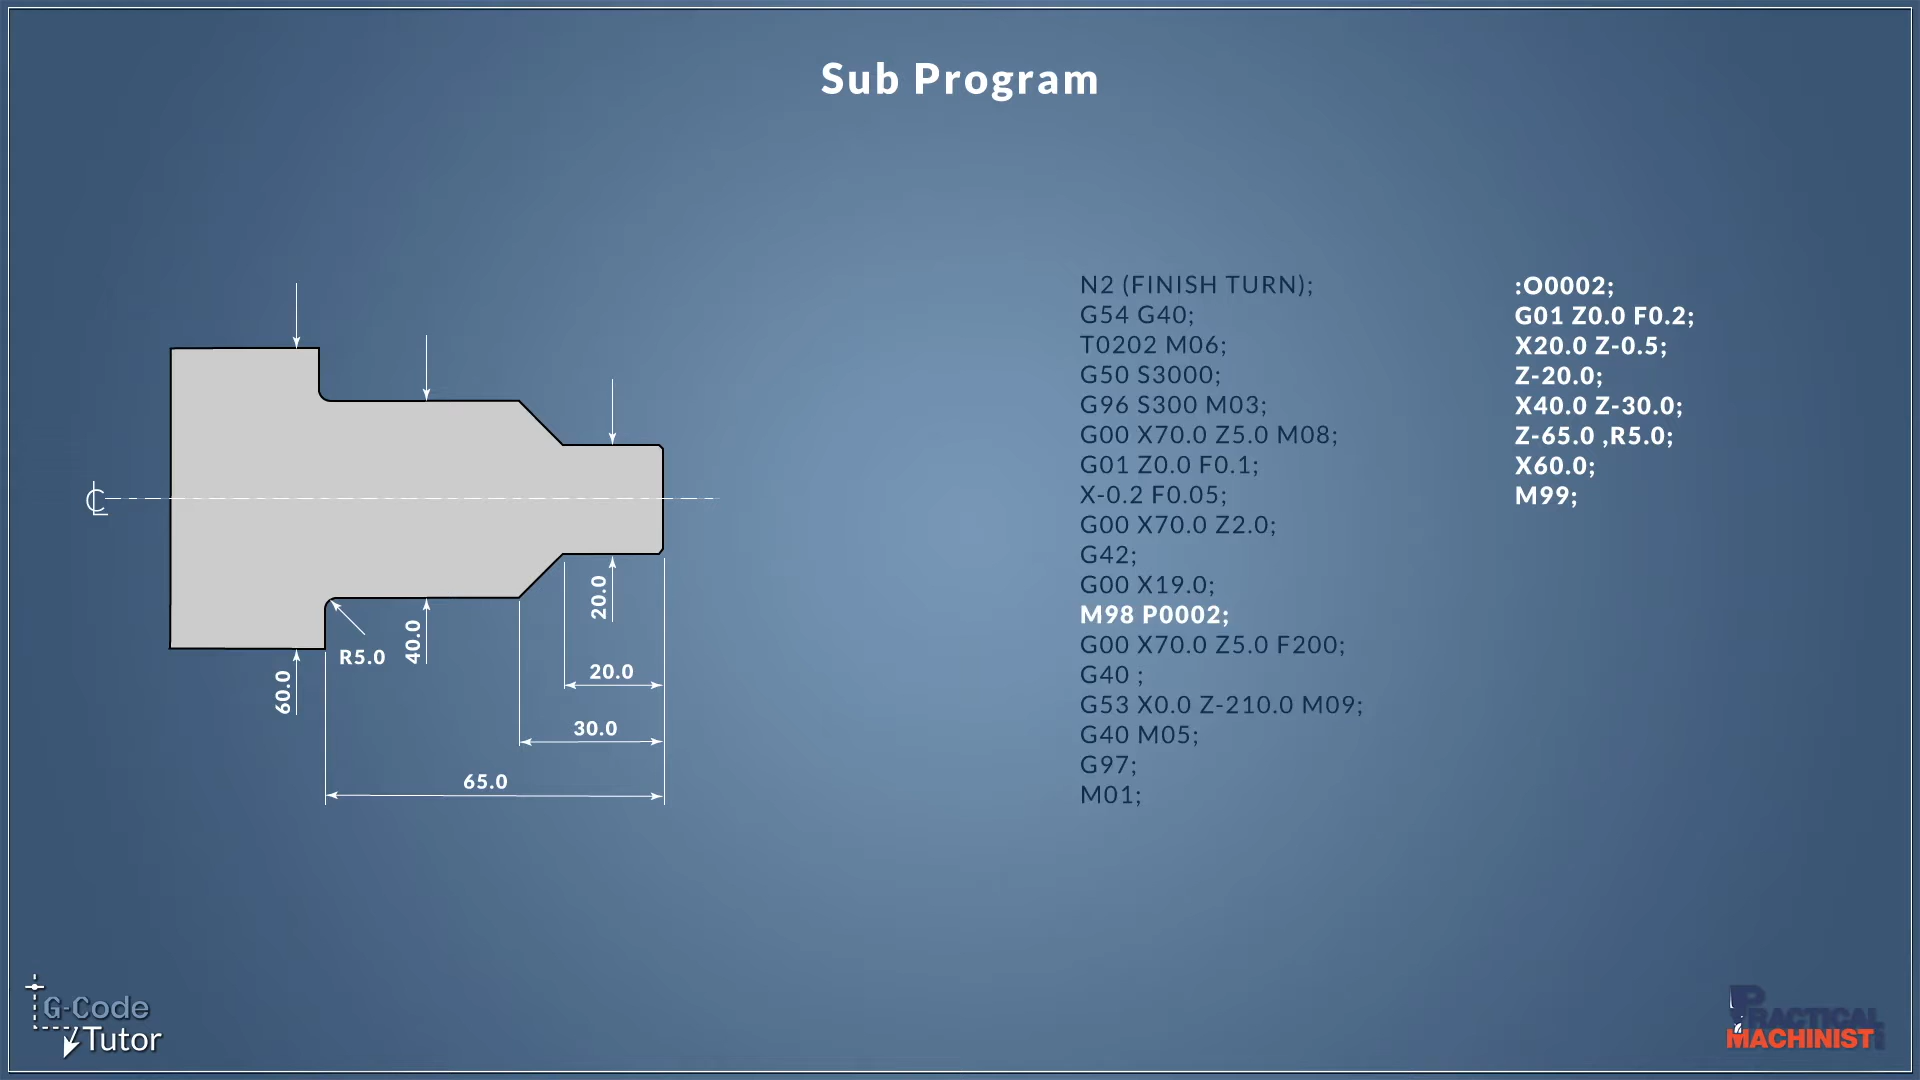 Sub Program
N2 (FINISH TURN);
G54 G40;
T0202 M06;
G50 S3000;
G96 S300 M03;
G00 X70.0 Z5.0 M08;
G01 Z0.0 F0.1;
X-0.2 F0.05;
G00 X70.0 Z2.0;
G42;
G00 X19.0;
M98 P0002;
G00 X70.0 Z5.0 F200;
G40 ;
G53 X0.0 Z-210.0 M09;
G40 M05;
G97;
M01;
:O0002;
G01 Z0.0 F0.2;
X20.0 Z-0.5;
Z-20.0;
X40.0 Z-30.0;
Z-65.0 ,R5.0;
X60.0;
M99;
60.0
R5.0
40.0
20.0
20.0
30.0
65.0
G-Code
Tutor
PRACTICAL
MACHINIST